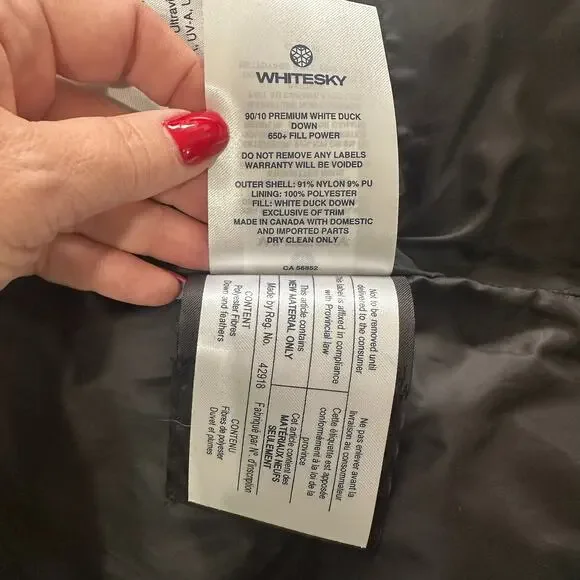 UV-A, U
WHITESKY
90/10 PREMIUM WHITE DUCK
DOWN
650+ FILL POWER
DO NOT REMOVE ANY LABELS
WARRANTY WILL BE VOIDED
OUTER SHELL: 91% NYLON 9% PU
LINING: 100% POLYESTER
FILL: WHITE DUCK DOWN
EXCLUSIVE OF TRIM
MADE IN CANADA WITH DOMESTIC
AND IMPORTED PARTS
DRY CLEAN ONLY
CA 56852
Not to be removed until
delivered to the consumer
label is affixed in compliance
with Provincial law
This article contains
NEW MATERIAL ONLY
Made by Reg. No. 42918
CONTENT
Polyester Fibres
Down and feathers
Ne pas enlever avant la
livraison au consommateur
Cette étiquette est apposée
conformément à la loi de la
province
Cet article contient des
MATÉRIAUX NEUFS
SEULEMENT
Fabriqué par N° d'inscription
CONTENU
Fibres de polyester
Duvet et plumes